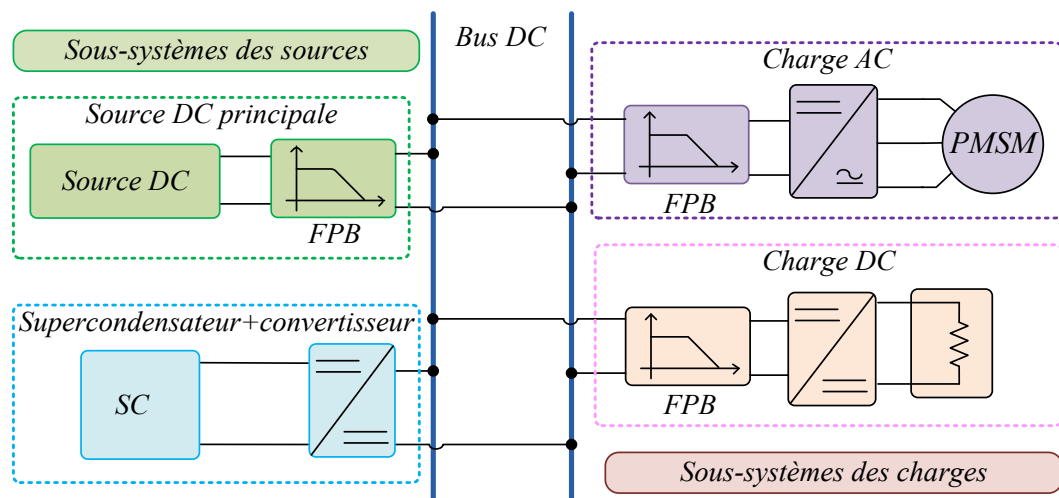 Sous-systèmes des sources
Bus DC
Source DC principale
Source DC
FPB
Supercondensateur+convertisseur
SC
Charge AC
FPB
PMSM
Charge DC
FPB
Sous-systèmes des charges